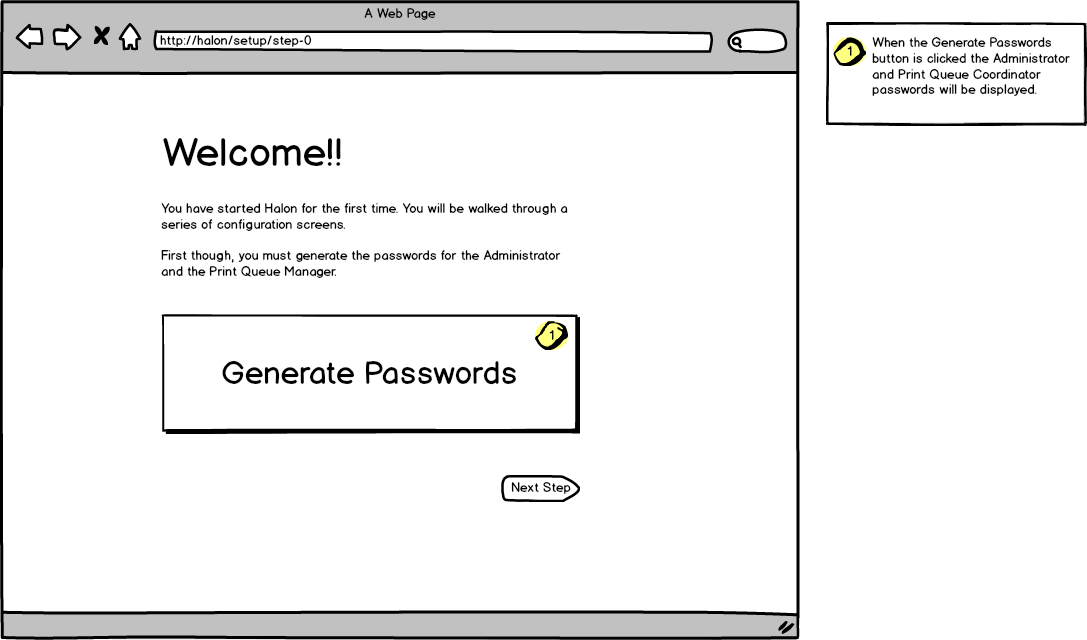 A Web Page
http://halon/setup/step-0
Welcome!!
You have started Halon for the first time. You will be walked through a
series of configuration screens.
First though, you must generate the passwords for the Administrator
and the Print Queue Manager.
1
Generate Passwords
Next Step
1
When the Generate Passwords
button is clicked the Administrator
and Print Queue Coordinator
passwords will be displayed.